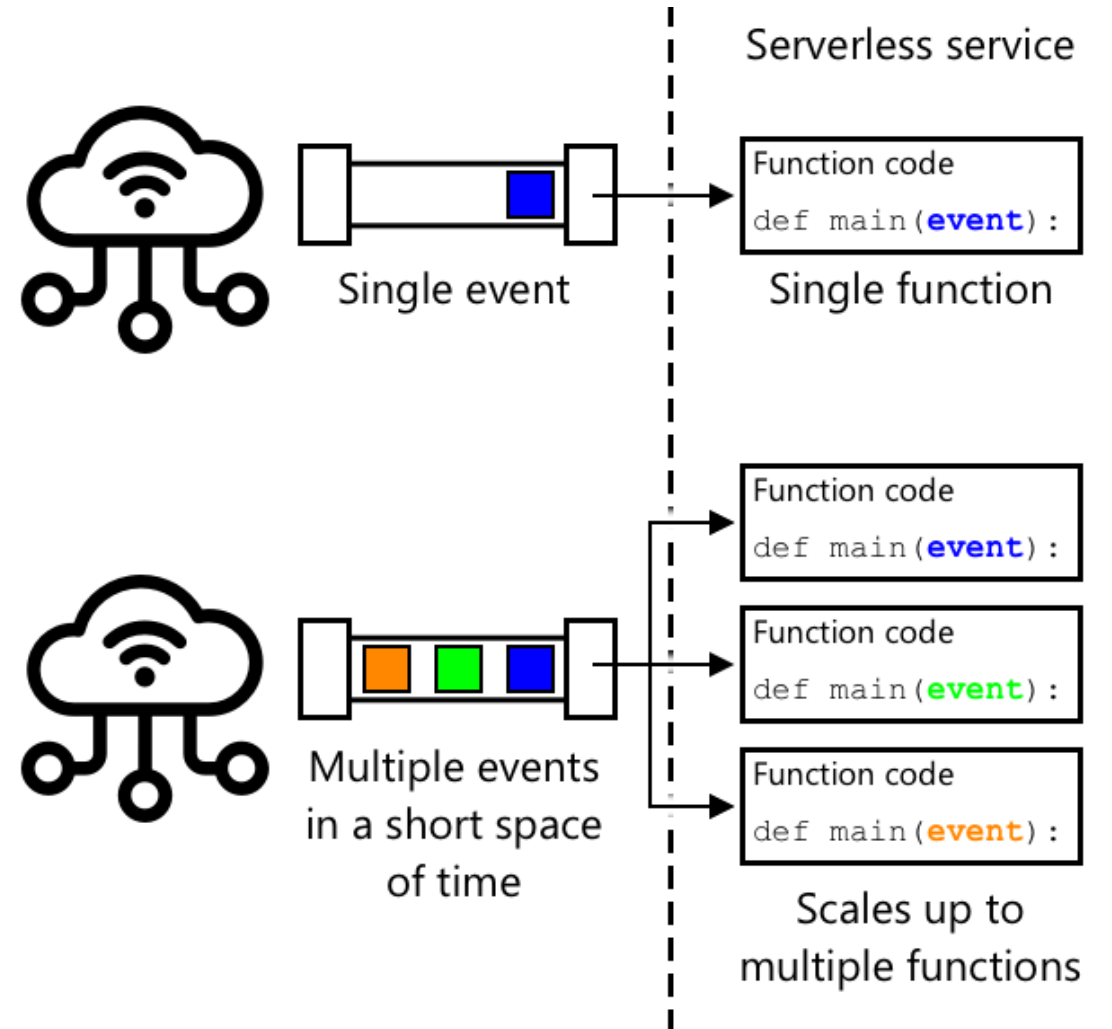 Serverless service
Function code
def main(event):
Single event
Single function
Function code
def main(event):
Function code
def main(event):
Function code
def main(event):
Multiple events
in a short space
of time
Scales up to
multiple functions